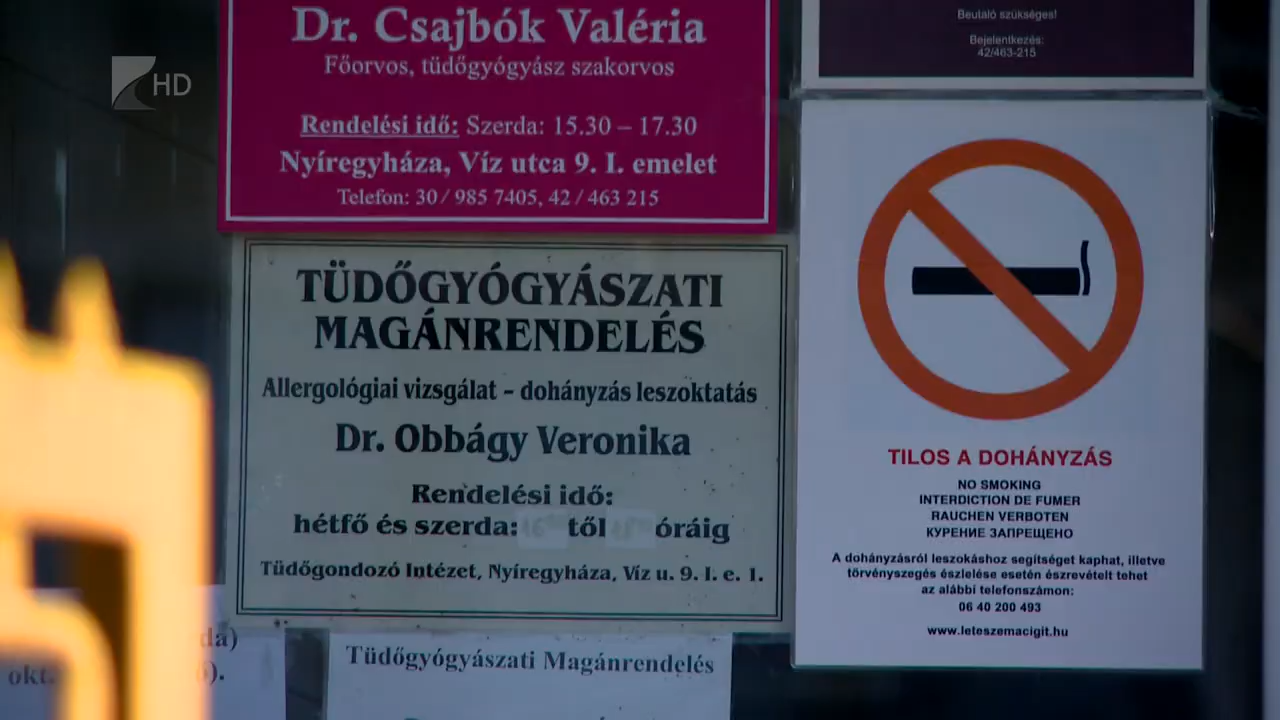 HD
Dr. Csajbók Valéria
Főorvos, tüdőgyógyász szakorvos
Rendelési idő: Szerda: 15.30 – 17.30
Nyíregyháza, Víz utca 9. I. emelet
Telefon: 30 / 985 7405, 42 / 463 215
TÜDŐGYÓGYÁSZATI
MAGÁNRENDELÉS
Allergológiai vizsgálat – dohányzás leszoktatás
Dr. Obbágy Veronika
Rendelési idő:
hétfő és szerda: től óráig
Tüdőgondozó Intézet, Nyíregyháza, Víz u. 9. I. e. 1.
Tüdőgyógyászati Magánrendelés
Beutaló szükséges!
Bejelentkezés:
42/463-215
TILOS A DOHÁNYZÁS
NO SMOKING
INTERDICTION DE FUMER
RAUCHEN VERBOTEN
КУРЕНИЕ ЗАПРЕЩЕНО
A dohányzásról leszokáshoz segítséget kaphat, illetve
törvényszegés észlelése esetén észrevételt tehet
az alábbi telefonszámon:
06 40 200 493
www.leteszemacigit.hu